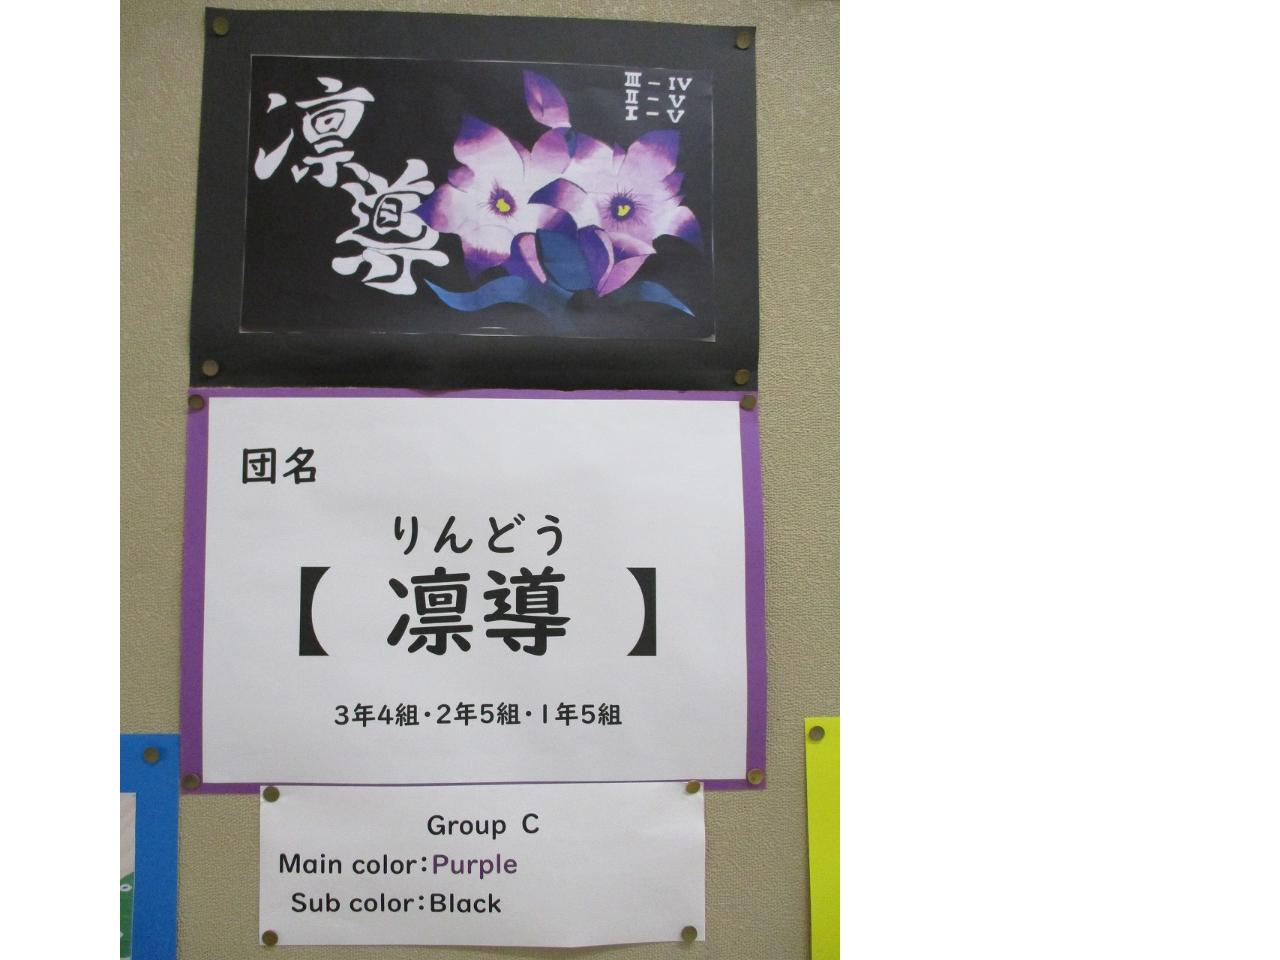 凛導
Ⅲ - Ⅳ
Ⅱ - Ⅴ
Ⅰ - Ⅴ
団名
りんどう
【 凛導 】
3年4組・2年5組・1年5組
Group C
Main color:Purple
Sub color:Black